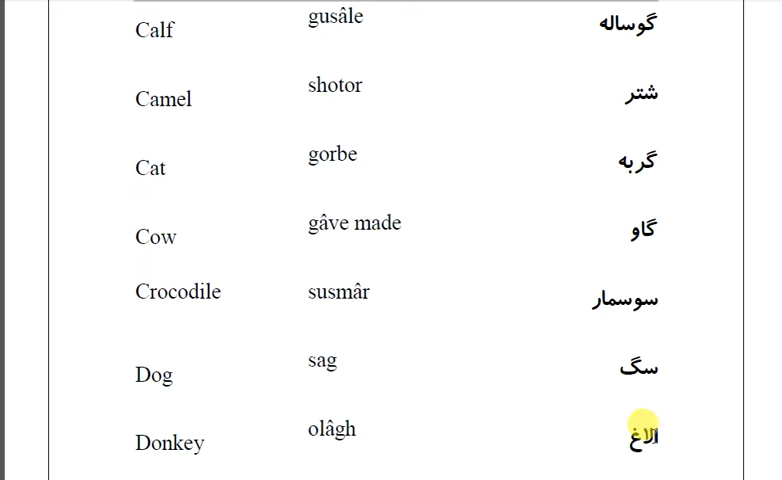 Calf gusâle گوساله
Camel shotor شتر
Cat gorbe گربه
Cow gâve made گاو
Crocodile susmâr سوسمار
Dog sag سگ
Donkey olâgh الاغ